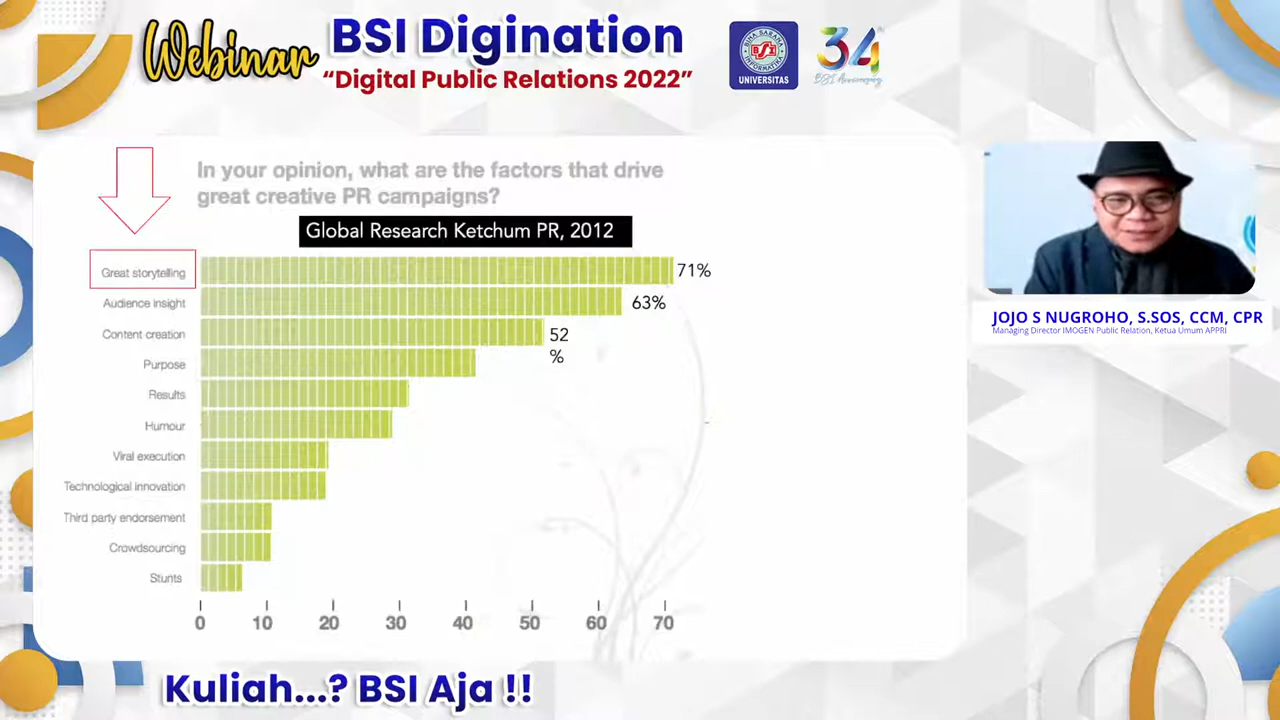 Webinar
BSI Digination
“Digital Public Relations 2022”
BSI
UNIVERSITAS
34
BSI Anniversary
In your opinion, what are the factors that drive
great creative PR campaigns?
Global Research Ketchum PR, 2012
Great storytelling
71%
Audience insight
63%
Content creation
52
%
Purpose
Results
Humour
Viral execution
Technological innovation
Third party endorsement
Crowdsourcing
Stunts
0 10 20 30 40 50 60 70
JOJO S NUGROHO, S.SOS, CCM, CPR
Managing Director IMOGEN Public Relation, Ketua Umum APPRI
Kuliah...? BSI Aja !!